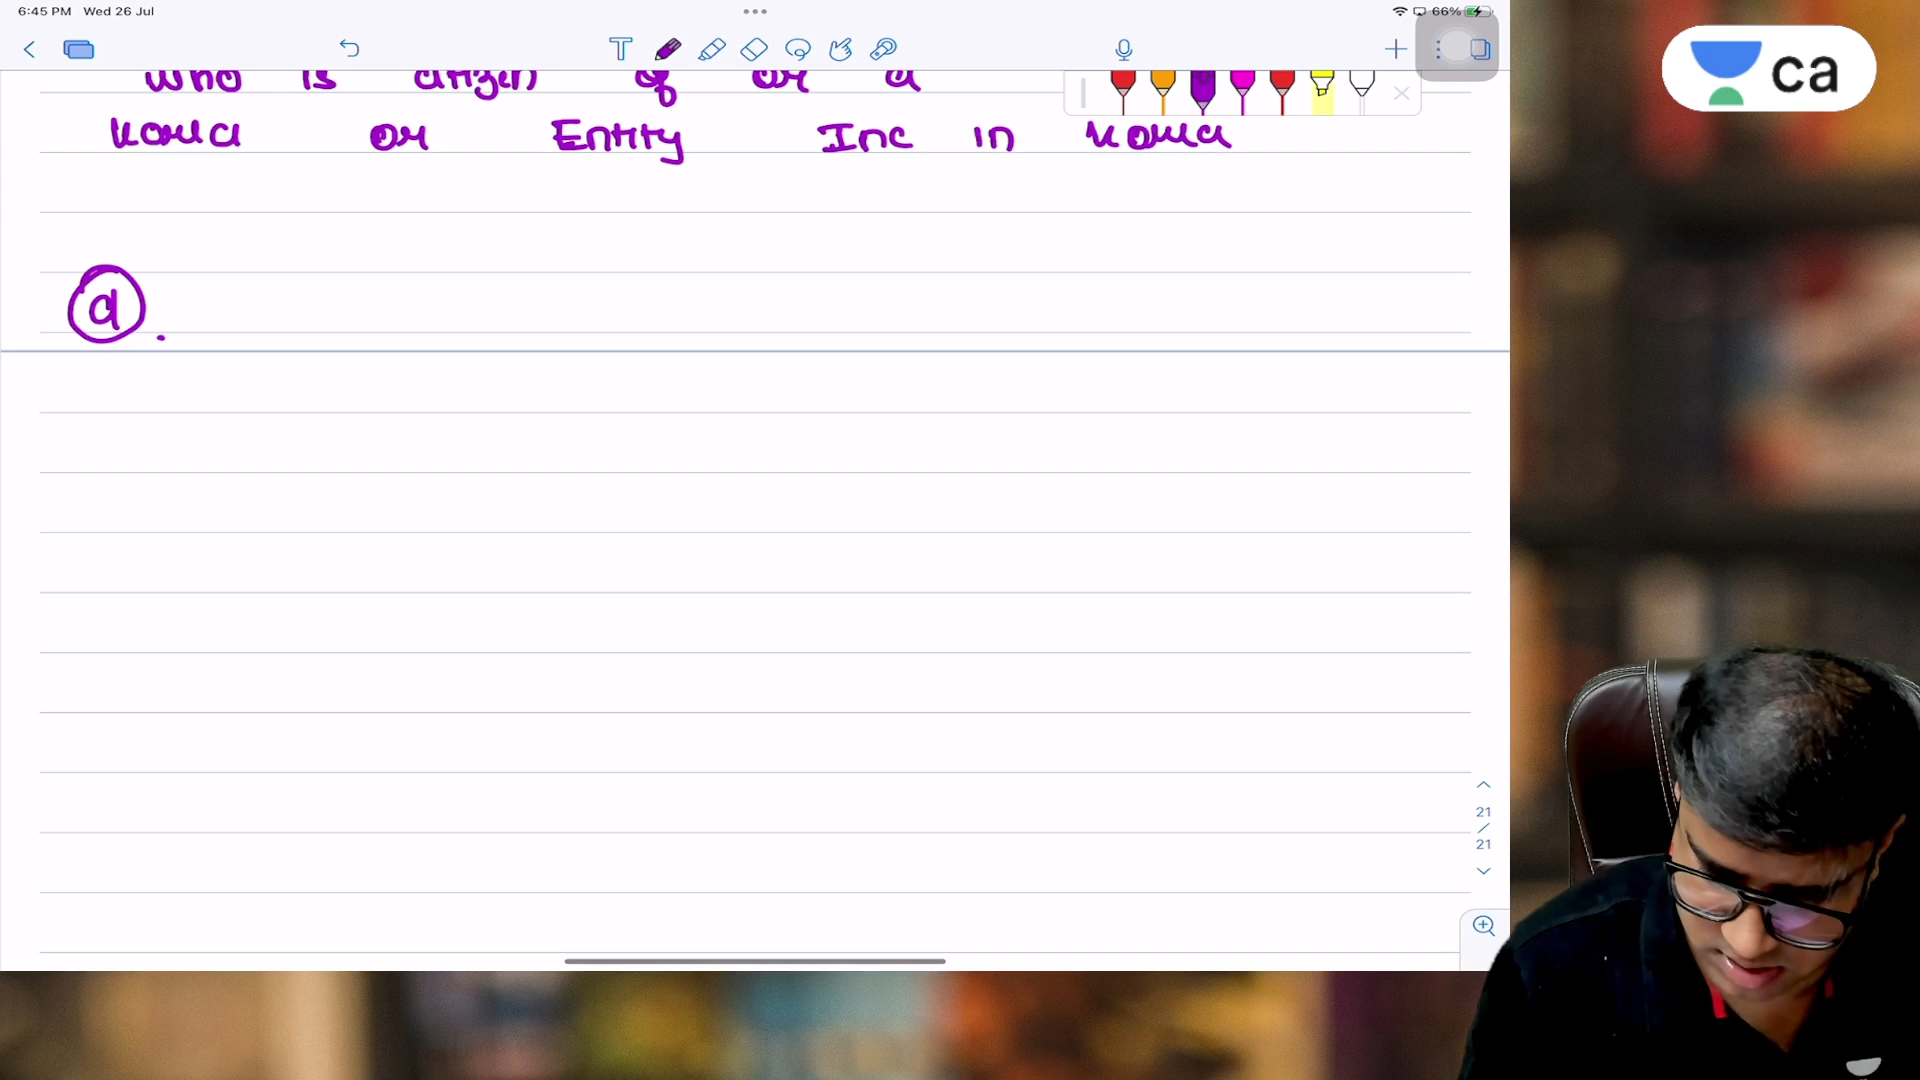 6:45 PM Wed 26 Jul
66%
ca
who is citizen of or a
Korea or Entity Inc in Korea
d.
21
/
21